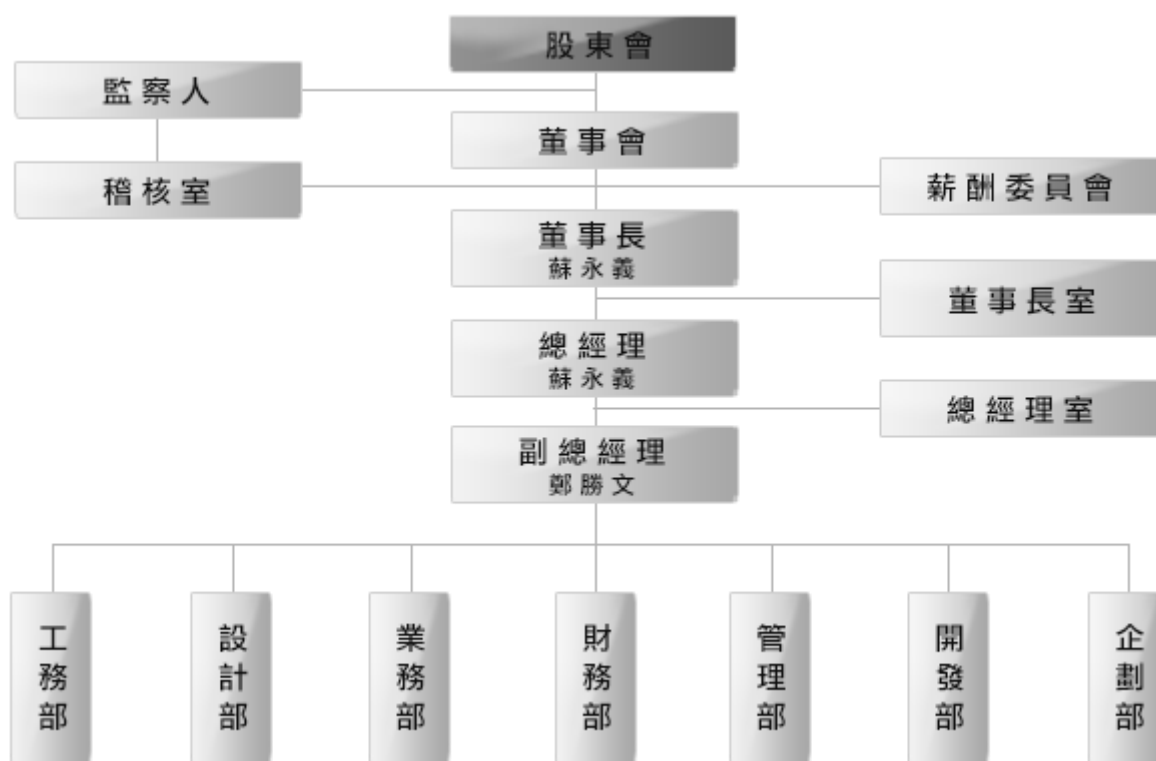 股東會
監察人
董事會
稽核室
薪酬委員會
董事長
蘇永義
董事長室
總經理
蘇永義
總經理室
副總經理
鄭勝文
工務部
設計部
業務部
財務部
管理部
開發部
企劃部